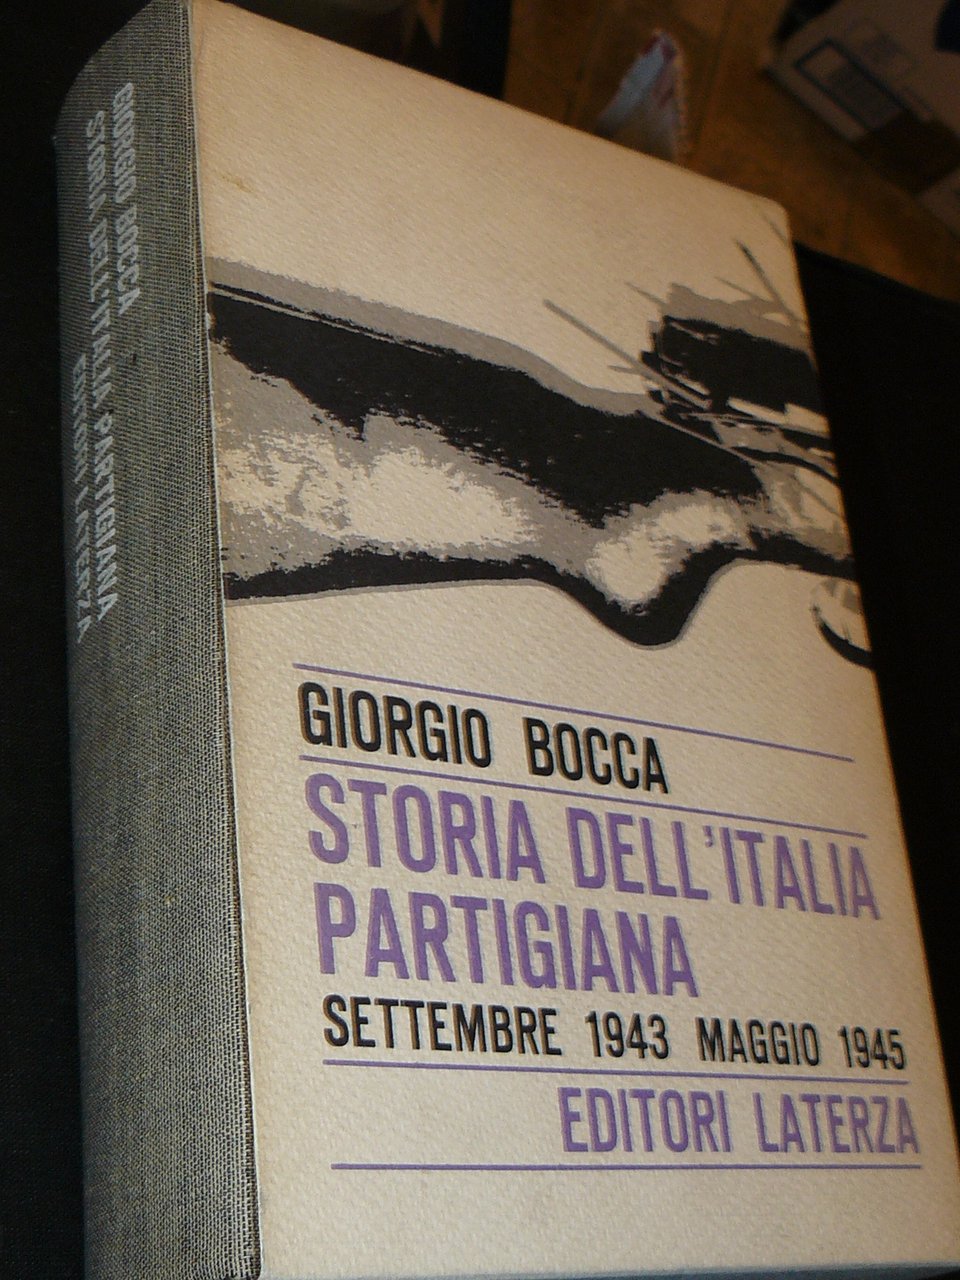 GIORGIO BOCCA
STORIA DELL'ITALIA PARTIGIANA
EDITORI LATERZA
GIORGIO BOCCA
STORIA DELL'ITALIA
PARTIGIANA
SETTEMBRE 1943 MAGGIO 1945
EDITORI LATERZA